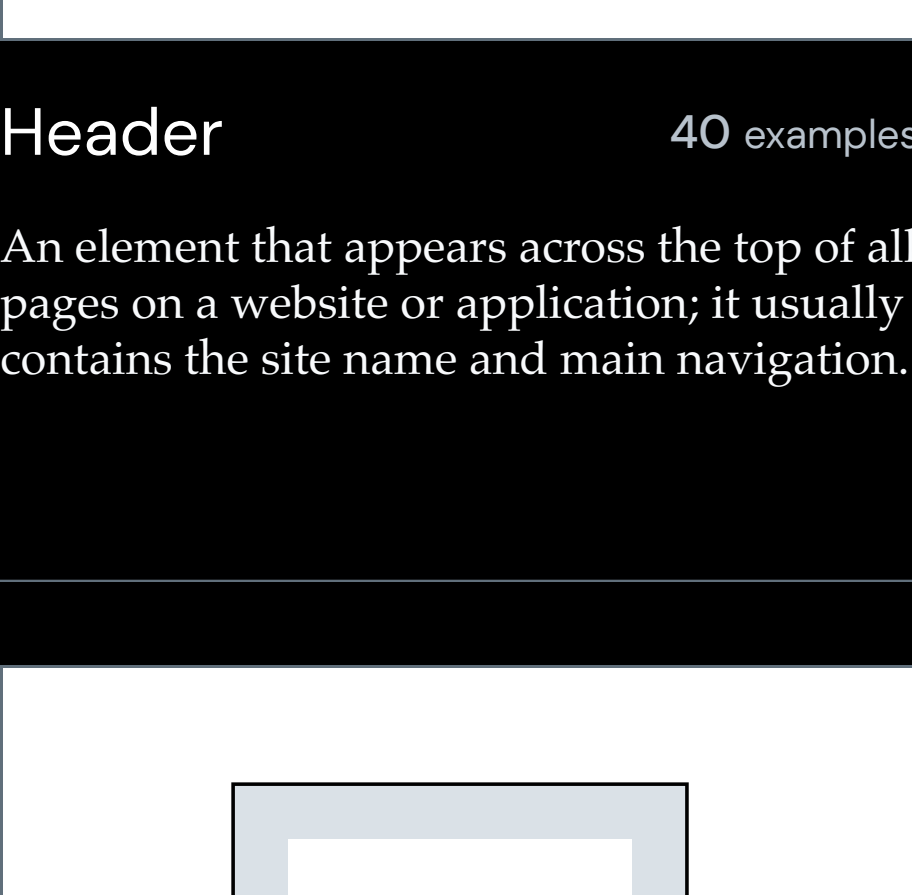 Header
40 examples
An element that appears across the top of all
pages on a website or application; it usually
contains the site name and main navigation.